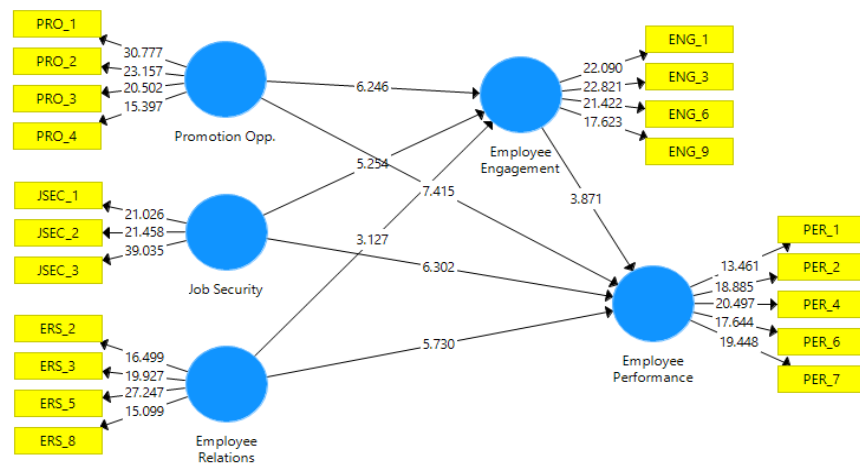 PRO_1
PRO_2
PRO_3
PRO_4
30.777
23.157
20.502
15.397
Promotion Opp.
JSEC_1
JSEC_2
JSEC_3
21.026
21.458
39.035
Job Security
ERS_2
ERS_3
ERS_5
ERS_8
16.499
19.927
27.247
15.099
Employee
Relations
6.246
5.254
7.415
3.127
6.302
5.730
3.871
Employee
Engagement
22.090
22.821
21.422
17.623
ENG_1
ENG_3
ENG_6
ENG_9
Employee
Performance
13.461
18.885
20.497
17.644
19.448
PER_1
PER_2
PER_4
PER_6
PER_7